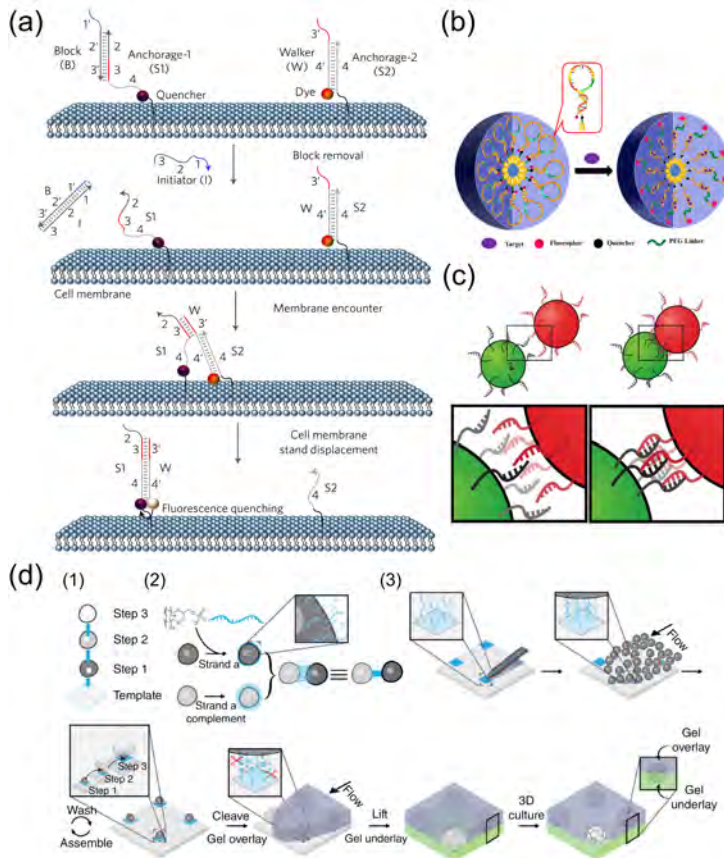 (a)
1'
Block
(B)
2'
2
3'
3
Anchorage-1
(S1)
4
Quencher
3'
Walker
(W)
4'
4
Anchorage-2
(S2)
Dye
3
2
1
Initiator (I)
Block removal
B
1'
1
2'
2
3'
3
I
2
3
4
S1
W
4'
4
S2
Cell membrane
Membrane encounter
W
2
3
3'
S1
4
4'
4
S2
Cell membrane
stand displacement
2
3
3'
S1
W
4
4'
Fluorescence quenching
4
S2
(b)
Target
Fluorophor
Quencher
PEG Linker
(c)
(d)
(1)
Step 3
Step 2
Step 1
Template
(2)
Strand a
Strand a
complement
(3)
Flow
Step 3
Step 2
Step 1
Wash
Assemble
Cleave
Gel overlay
Flow
Lift
Gel underlay
3D
culture
Gel
overlay
Gel
underlay